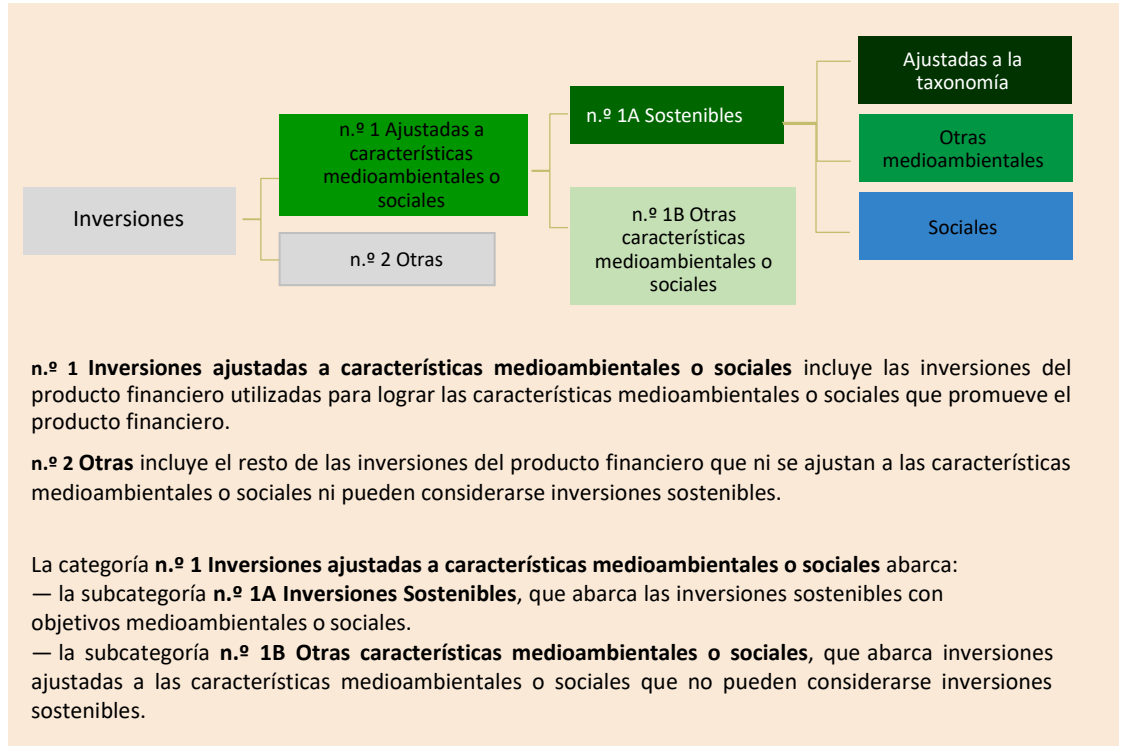 Inversiones
n.º 1 Ajustadas a
características
medioambientales o
sociales
n.º 2 Otras
n.º 1A Sostenibles
n.º 1B Otras
características
medioambientales o
sociales
Ajustadas a la
taxonomía
Otras
medioambientales
Sociales
n.º 1 Inversiones ajustadas a características medioambientales o sociales incluye las inversiones del
producto financiero utilizadas para lograr las características medioambientales o sociales que promueve el
producto financiero.
n.º 2 Otras incluye el resto de las inversiones del producto financiero que ni se ajustan a las características
medioambientales o sociales ni pueden considerarse inversiones sostenibles.
La categoría n.º 1 Inversiones ajustadas a características medioambientales o sociales abarca:
— la subcategoría n.º 1A Inversiones Sostenibles, que abarca las inversiones sostenibles con
objetivos medioambientales o sociales.
— la subcategoría n.º 1B Otras características medioambientales o sociales, que abarca inversiones
ajustadas a las características medioambientales o sociales que no pueden considerarse inversiones
sostenibles.